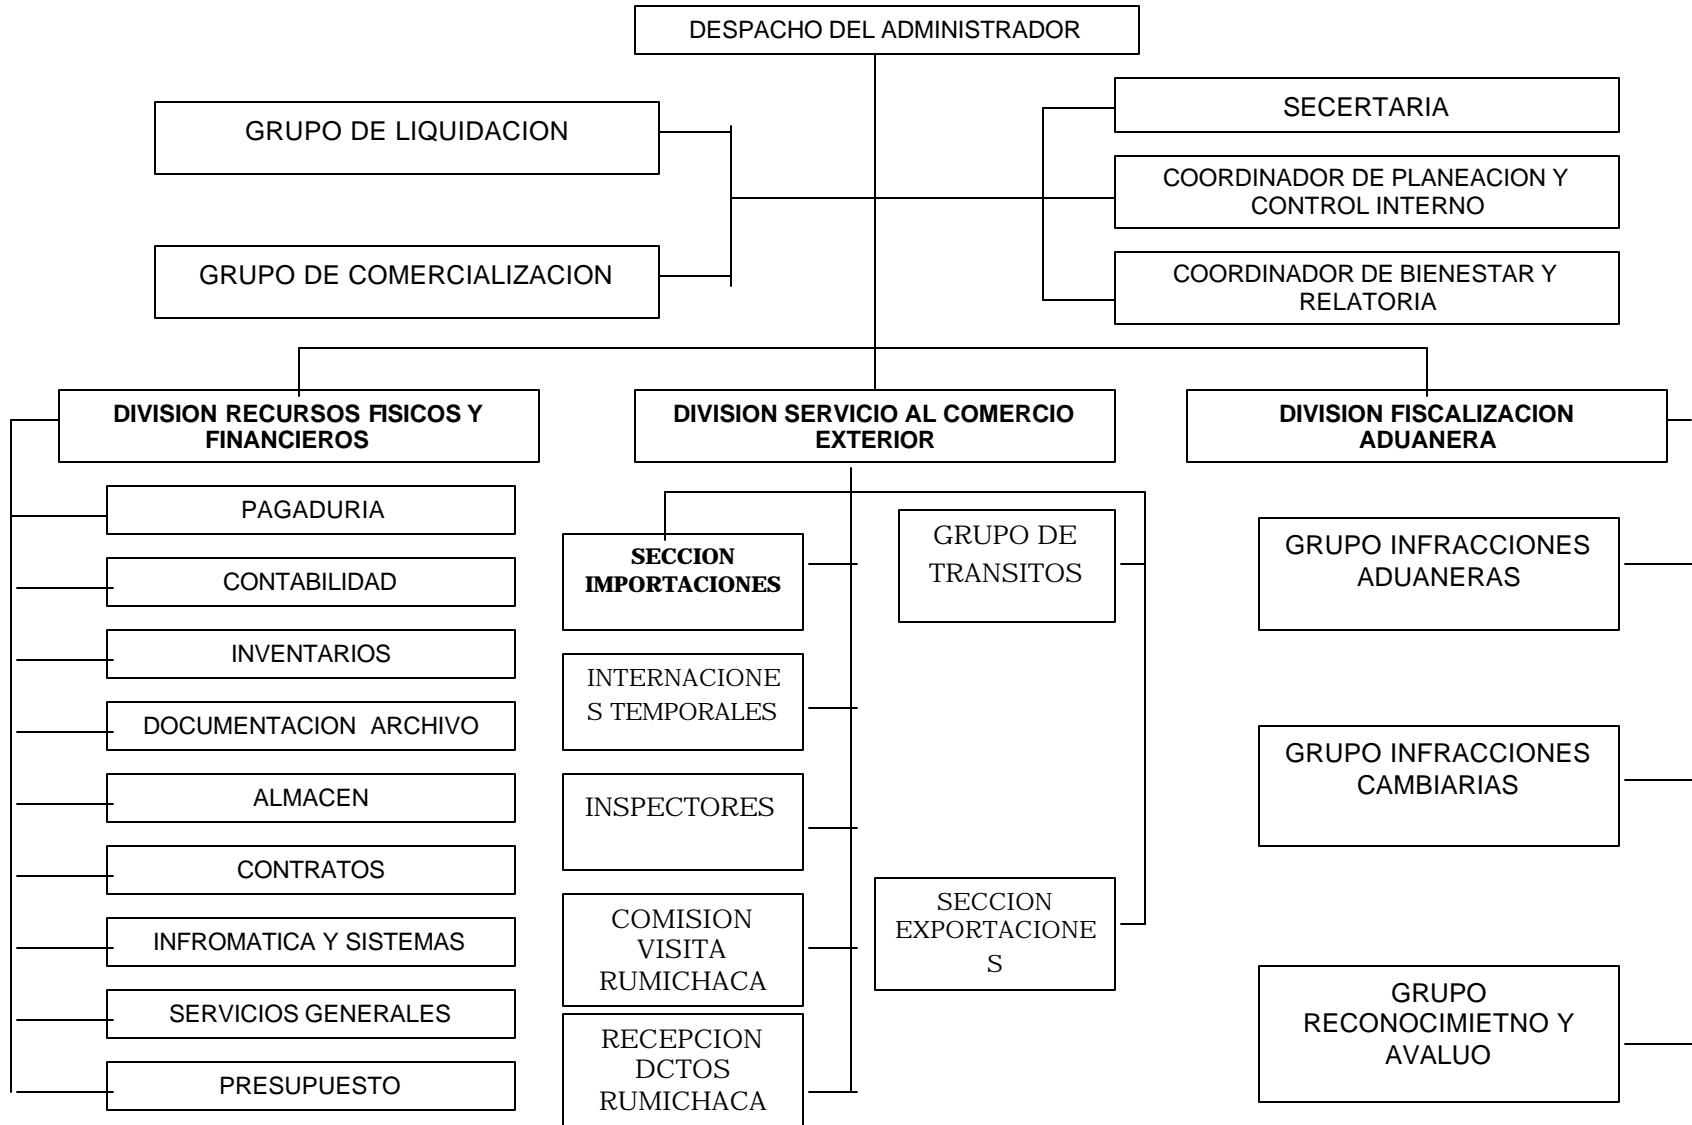 DESPACHO DEL ADMINISTRADOR
GRUPO DE LIQUIDACION
GRUPO DE COMERCIALIZACION
SECERTARIA
COORDINADOR DE PLANEACION Y
CONTROL INTERNO
COORDINADOR DE BIENESTAR Y
RELATORIA
DIVISION RECURSOS FISICOS Y
FINANCIEROS
PAGADURIA
CONTABILIDAD
INVENTARIOS
DOCUMENTACION ARCHIVO
ALMACEN
CONTRATOS
INFROMATICA Y SISTEMAS
SERVICIOS GENERALES
PRESUPUESTO
DIVISION SERVICIO AL COMERCIO
EXTERIOR
SECCION
IMPORTACIONES
INTERNACIONE
S TEMPORALES
INSPECTORES
COMISION
VISITA
RUMICHACA
RECEPCION
DCTOS
RUMICHACA
GRUPO DE
TRANSITOS
SECCION
EXPORTACIONE
S
DIVISION FISCALIZACION
ADUANERA
GRUPO INFRACCIONES
ADUANERAS
GRUPO INFRACCIONES
CAMBIARIAS
GRUPO
RECONOCIMIETNO Y
AVALUO